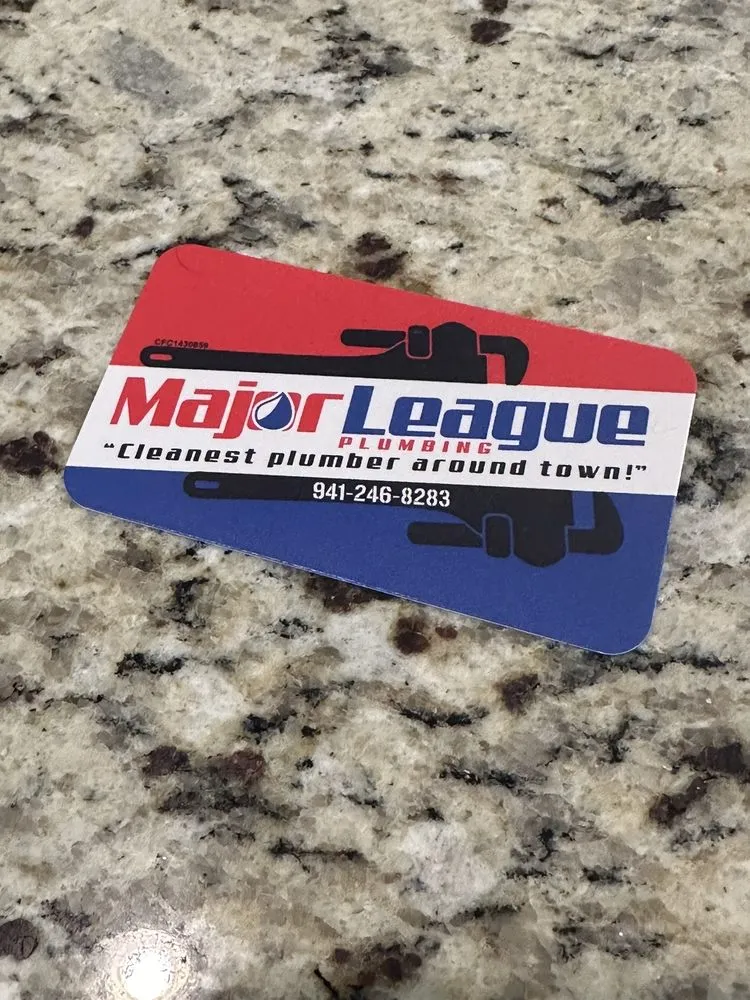 CFC1430859
Major League
PLUMBING
"Cleanest plumber around town!"
941-246-8283